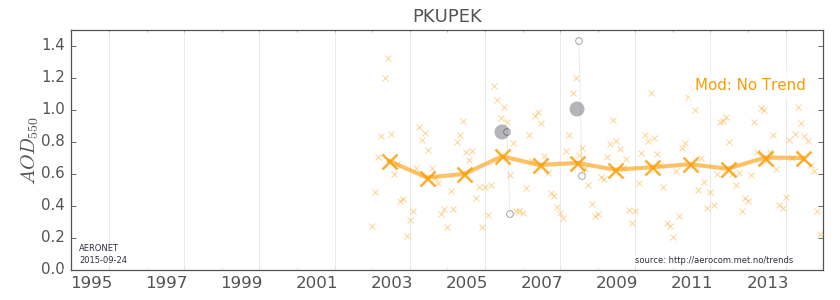 PKUPEK
1.4
1.2
1.0
0.8
0.6
0.4
0.2
0.0
AOD550
Mod: No Trend
AERONET
2015-09-24
source: http://aerocom.met.no/trends
1995 1997 1999 2001 2003 2005 2007 2009 2011 2013